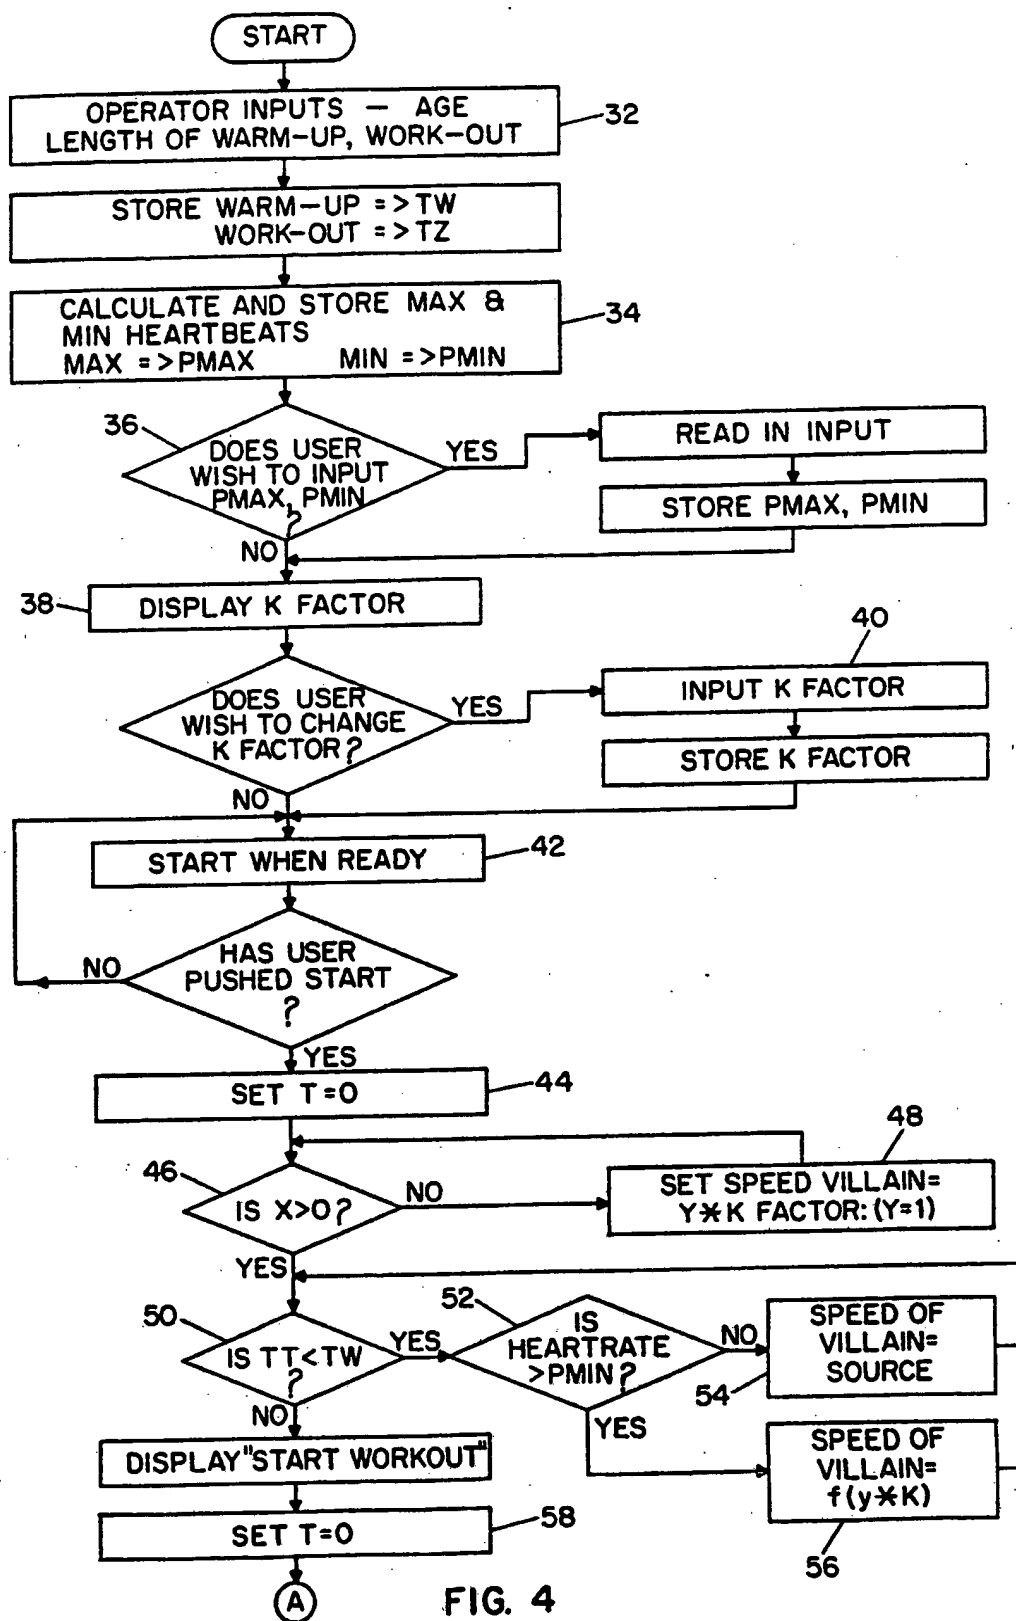 START
OPERATOR INPUTS — AGE
LENGTH OF WARM-UP, WORK-OUT
32
STORE WARM-UP =>TW
WORK-OUT =>TZ
CALCULATE AND STORE MAX &
MIN HEARTBEATS
MAX =>PMAX MIN =>PMIN
34
36
DOES USER
WISH TO INPUT
PMAX, PMIN
?
YES
READ IN INPUT
STORE PMAX, PMIN
NO
38
DISPLAY K FACTOR
40
DOES USER
WISH TO CHANGE
K FACTOR?
YES
INPUT K FACTOR
STORE K FACTOR
NO
START WHEN READY
42
HAS USER
PUSHED START
?
NO
YES
SET T=0
44
46
IS X>0?
NO
48
SET SPEED VILLAIN=
Y*K FACTOR:(Y=1)
YES
50
IS TT<TW
?
YES
52
IS
HEARTRATE
>PMIN?
NO
SPEED OF
VILLAIN=
SOURCE
54
NO
YES
DISPLAY"START WORKOUT"
SPEED OF
VILLAIN=
f(y*K)
56
SET T=0
58
A
FIG. 4